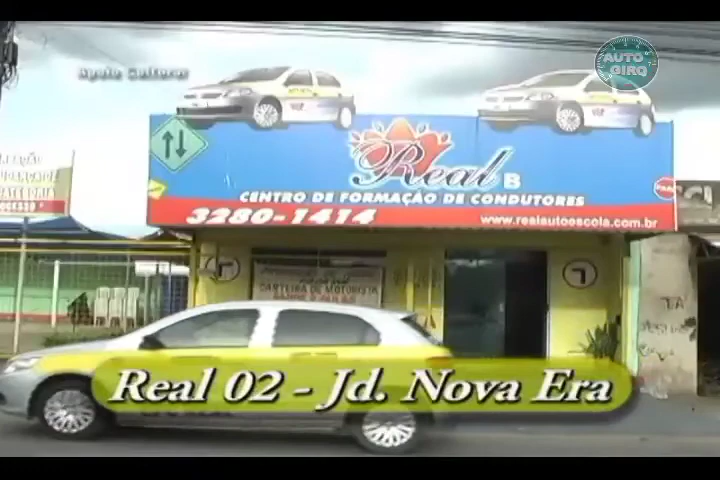 Apoio Cultural
AUTO
GIRO
Real B
CENTRO DE FORMAÇÃO DE CONDUTORES
3280-1414
www.realautoescola.com.br
CARTEIRA DE MOTORISTA
Real 02 - Jd. Nova Era